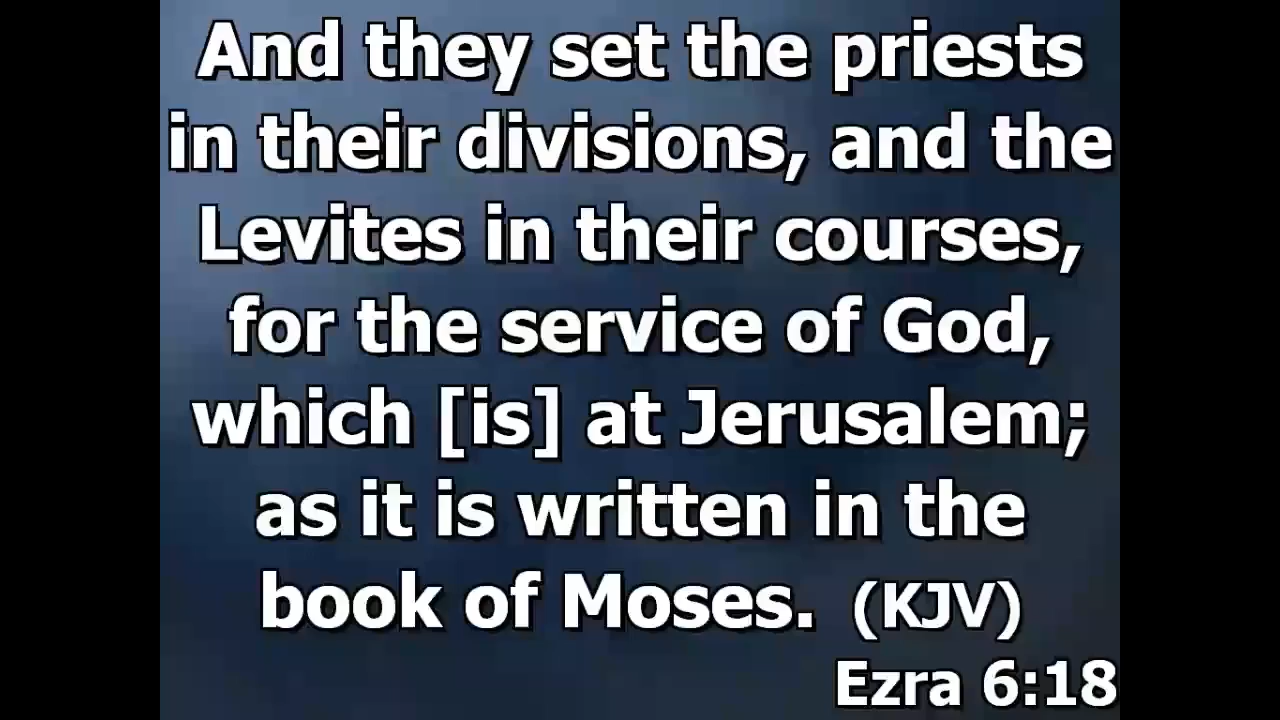 And they set the priests
in their divisions, and the
Levites in their courses,
for the service of God,
which [is] at Jerusalem;
as it is written in the
book of Moses. (KJV)
Ezra 6:18